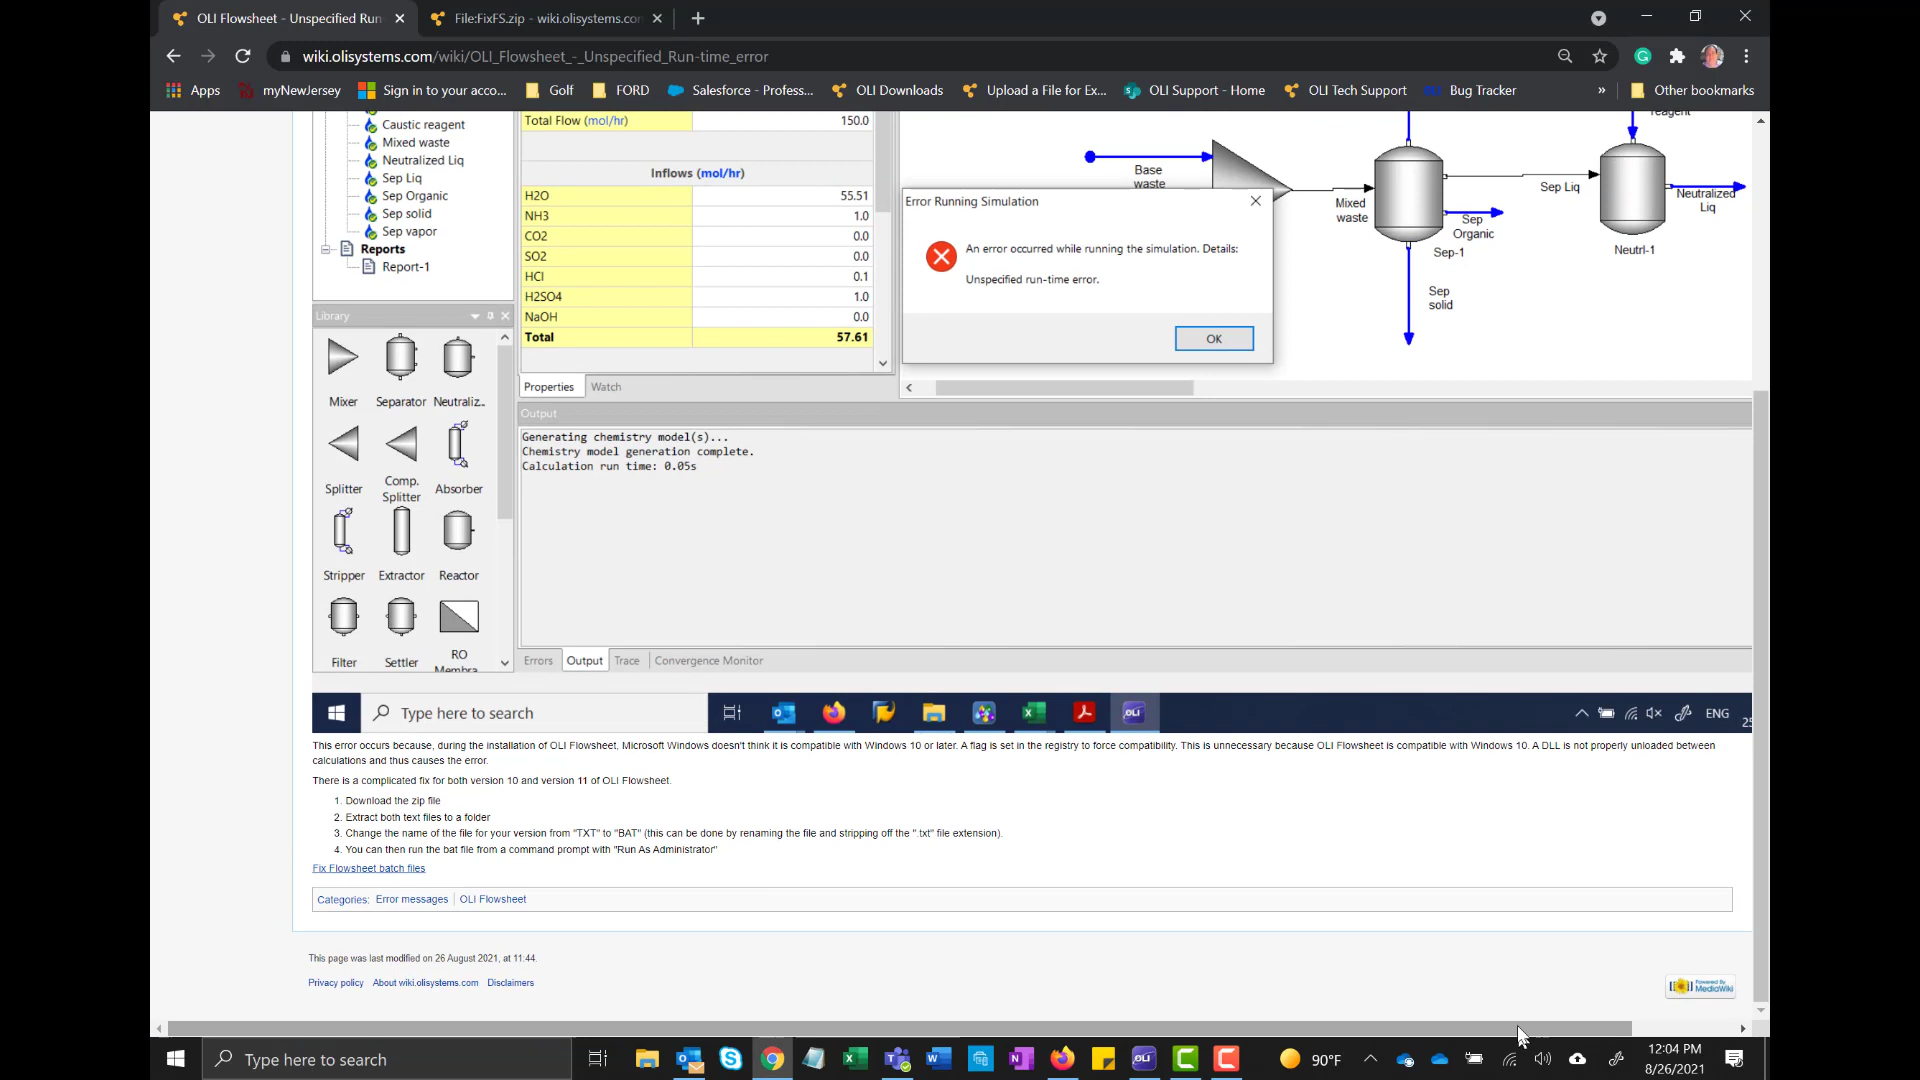 OLI Flowsheet - Unspecified Run
File:FixFS.zip - wiki.olisystems.com
wiki.olisystems.com/wiki/OLI_Flowsheet_-_Unspecified_Run-time_error
Apps
myNewJersey
Sign in to your acco...
Golf
FORD
Salesforce - Profess...
OLI Downloads
Upload a File for Ex...
OLI Support - Home
OLI Tech Support
Bug Tracker
»
Other bookmarks
Caustic reagent
Mixed waste
Neutralized Liq
Sep Liq
Sep Organic
Sep solid
Sep vapor
Reports
Report-1
Total Flow (mol/hr) 150.0
Inflows (mol/hr)
H2O 55.51
NH3 1.0
CO2 0.0
SO2 0.0
HCl 0.1
H2SO4 1.0
NaOH 0.0
Total 57.61
Properties Watch
Base
waste
Mixed
waste
Sep Liq
Sep
Organic
Sep-1
Sep
solid
reagent
Neutralized
Liq
Neutrl-1
Error Running Simulation
An error occurred while running the simulation. Details:
Unspecified run-time error.
OK
Library
Mixer
Separator
Neutraliz...
Splitter
Comp.
Splitter
Absorber
Stripper
Extractor
Reactor
Filter
Settler
RO
Membra...
Output
Generating chemistry model(s)...
Chemistry model generation complete.
Calculation run time: 0.05s
Errors Output Trace Convergence Monitor
Type here to search
OLI
ENG
25
This error occurs because, during the installation of OLI Flowsheet, Microsoft Windows doesn't think it is compatible with Windows 10 or later. A flag is set in the registry to force compatibility. This is unnecessary because OLI Flowsheet is compatible with Windows 10. A DLL is not properly unloaded between
calculations and thus causes the error.
There is a complicated fix for both version 10 and version 11 of OLI Flowsheet.
1. Download the zip file
2. Extract both text files to a folder
3. Change the name of the file for your version from "TXT" to "BAT" (this can be done by renaming the file and stripping off the ".txt" file extension).
4. You can then run the bat file from a command prompt with "Run As Administrator"
Fix Flowsheet batch files
Categories: Error messages | OLI Flowsheet
This page was last modified on 26 August 2021, at 11:44.
Privacy policy About wiki.olisystems.com Disclaimers
Powered By
MediaWiki
Type here to search
OLI
90°F
12:04 PM
8/26/2021